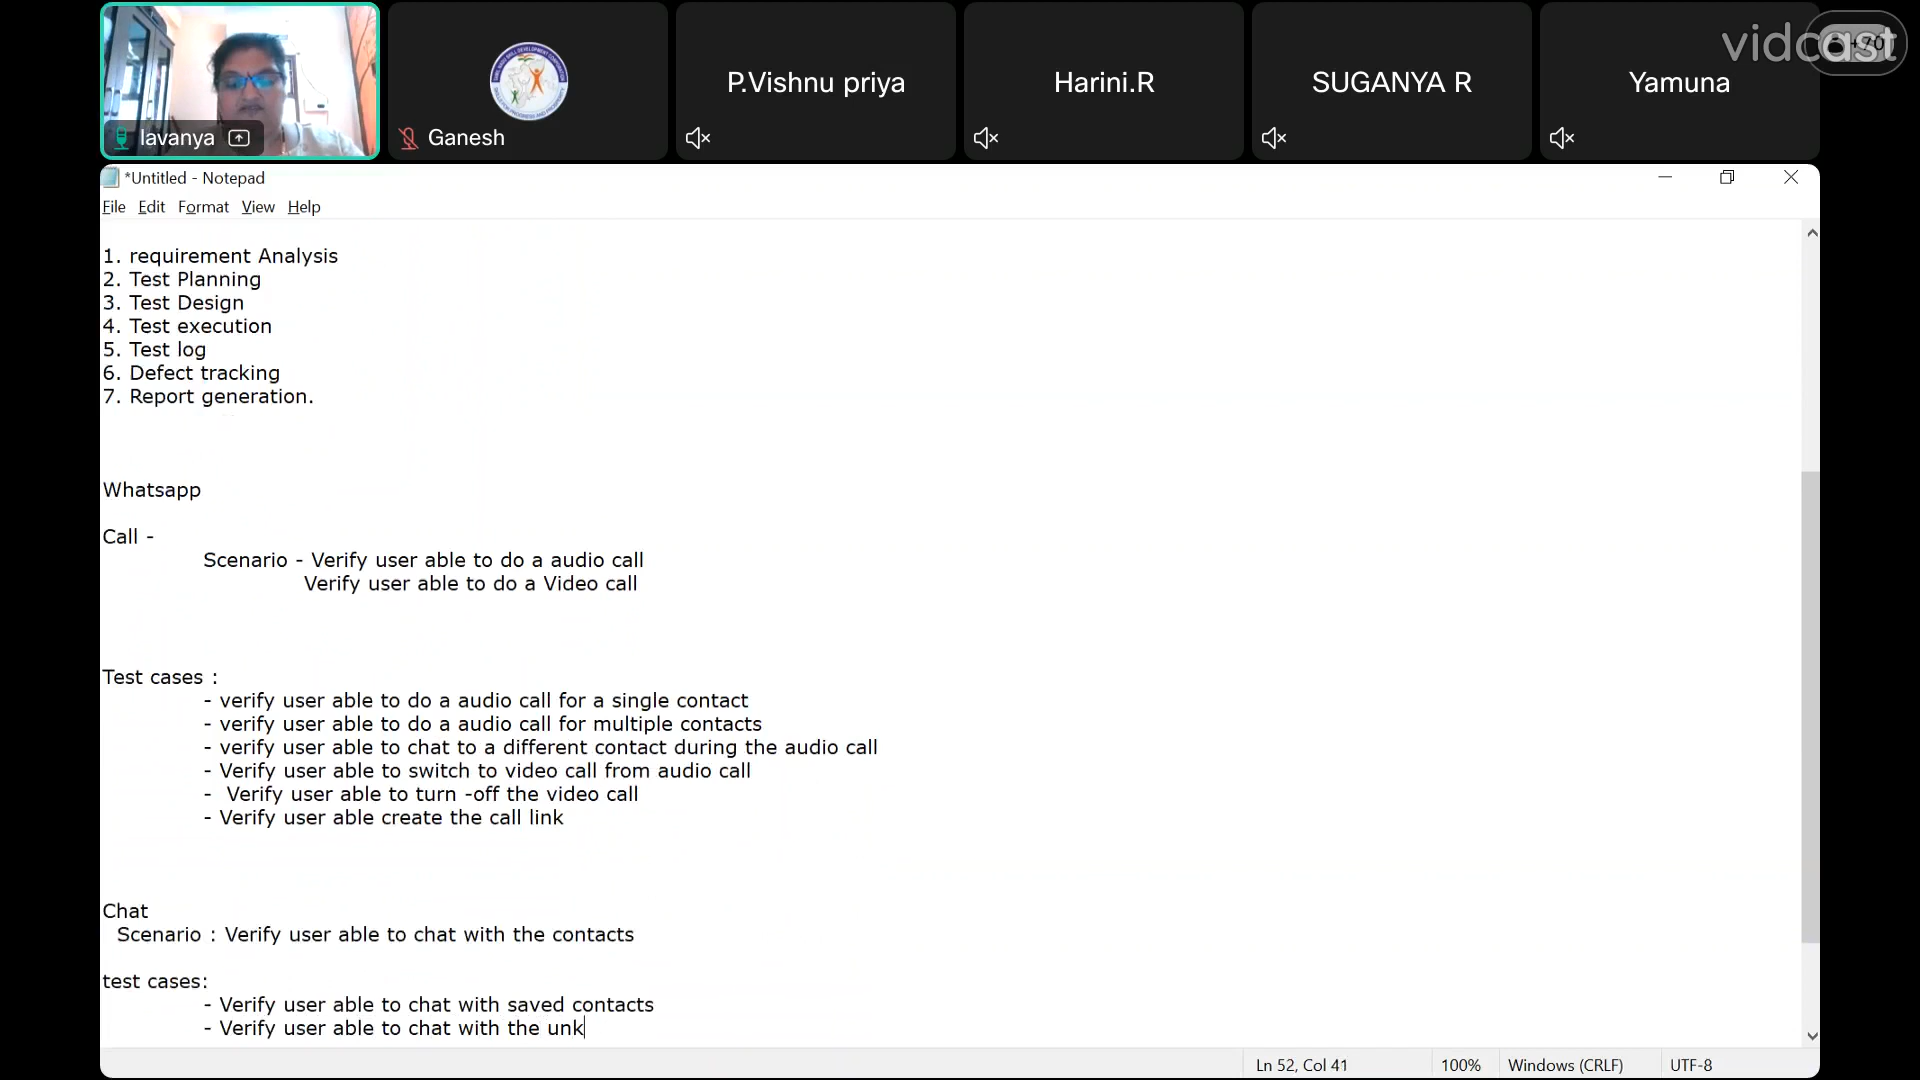 vidcast
lavanya
Ganesh
P.Vishnu priya
Harini.R
SUGANYA R
Yamuna
*Untitled - Notepad
File Edit Format View Help
1. requirement Analysis
2. Test Planning
3. Test Design
4. Test execution
5. Test log
6. Defect tracking
7. Report generation.
Whatsapp
Call -
Scenario - Verify user able to do a audio call
Verify user able to do a Video call
Test cases :
- verify user able to do a audio call for a single contact
- verify user able to do a audio call for multiple contacts
- verify user able to chat to a different contact during the audio call
- Verify user able to switch to video call from audio call
- Verify user able to turn -off the video call
- Verify user able create the call link
Chat
Scenario : Verify user able to chat with the contacts
test cases:
- Verify user able to chat with saved contacts
- Verify user able to chat with the unk
Ln 52, Col 41 100% Windows (CRLF) UTF-8